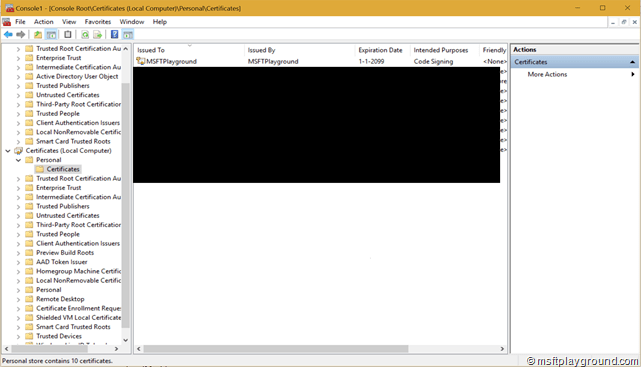 Console1 - [Console Root\Certificates (Local Computer)\Personal\Certificates]
File Action View Favorites Window Help
Trusted Root Certification Au
Enterprise Trust
Intermediate Certification Au
Active Directory User Object
Trusted Publishers
Untrusted Certificates
Third-Party Root Certification
Trusted People
Client Authentication Issuers
Local NonRemovable Certific
Smart Card Trusted Roots
Certificates (Local Computer)
Personal
Certificates
Trusted Root Certification Au
Enterprise Trust
Intermediate Certification Au
Trusted Publishers
Untrusted Certificates
Third-Party Root Certification
Trusted People
Client Authentication Issuers
Preview Build Roots
AAD Token Issuer
Homegroup Machine Certific
Local NonRemovable Certific
Personal
Remote Desktop
Certificate Enrollment Reque
Shielded VM Local Certificate
Smart Card Trusted Roots
Trusted Devices
Issued To Issued By Expiration Date Intended Purposes Friendly
MSFTPlayground MSFTPlayground 1-1-2099 Code Signing <None>
Actions
Certificates
More Actions
Personal store contains 10 certificates.
© msftplayground.com